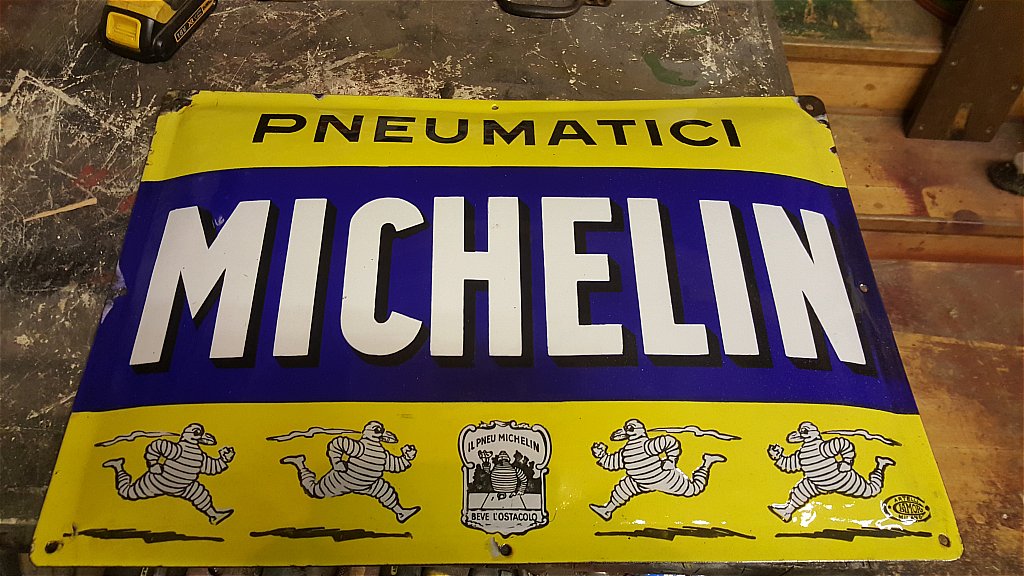 PNEUMATICI
MICHELIN
IL PNEU MICHELIN
BEVE L'OSTACOLO